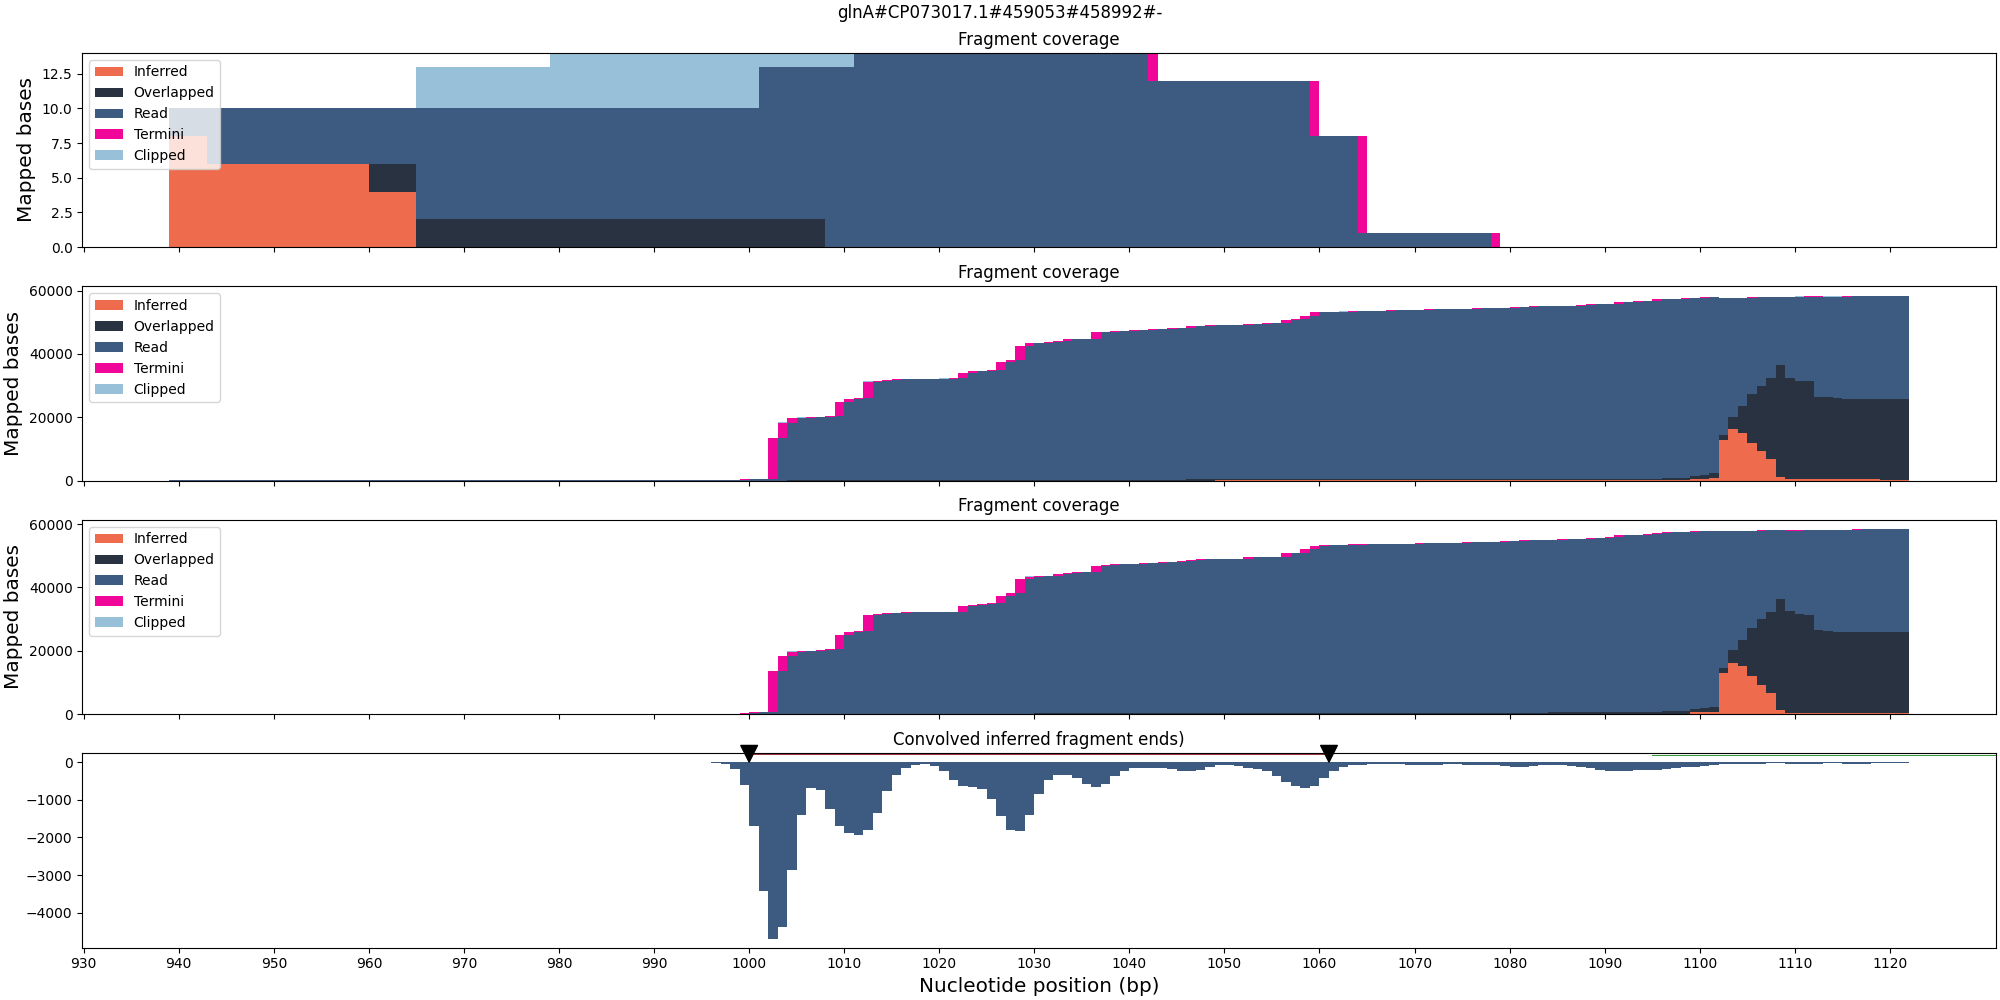 glnA#CP073017.1#459053#458992#-
Fragment coverage
Mapped bases
12.5
10.0
7.5
5.0
2.5
0.0
Inferred
Overlapped
Read
Termini
Clipped
Fragment coverage
Mapped bases
60000
40000
20000
0
Inferred
Overlapped
Read
Termini
Clipped
Fragment coverage
Mapped bases
60000
40000
20000
0
Inferred
Overlapped
Read
Termini
Clipped
Convolved inferred fragment ends)
0
−1000
−2000
−3000
−4000
930 940 950 960 970 980 990 1000 1010 1020 1030 1040 1050 1060 1070 1080 1090 1100 1110 1120
Nucleotide position (bp)